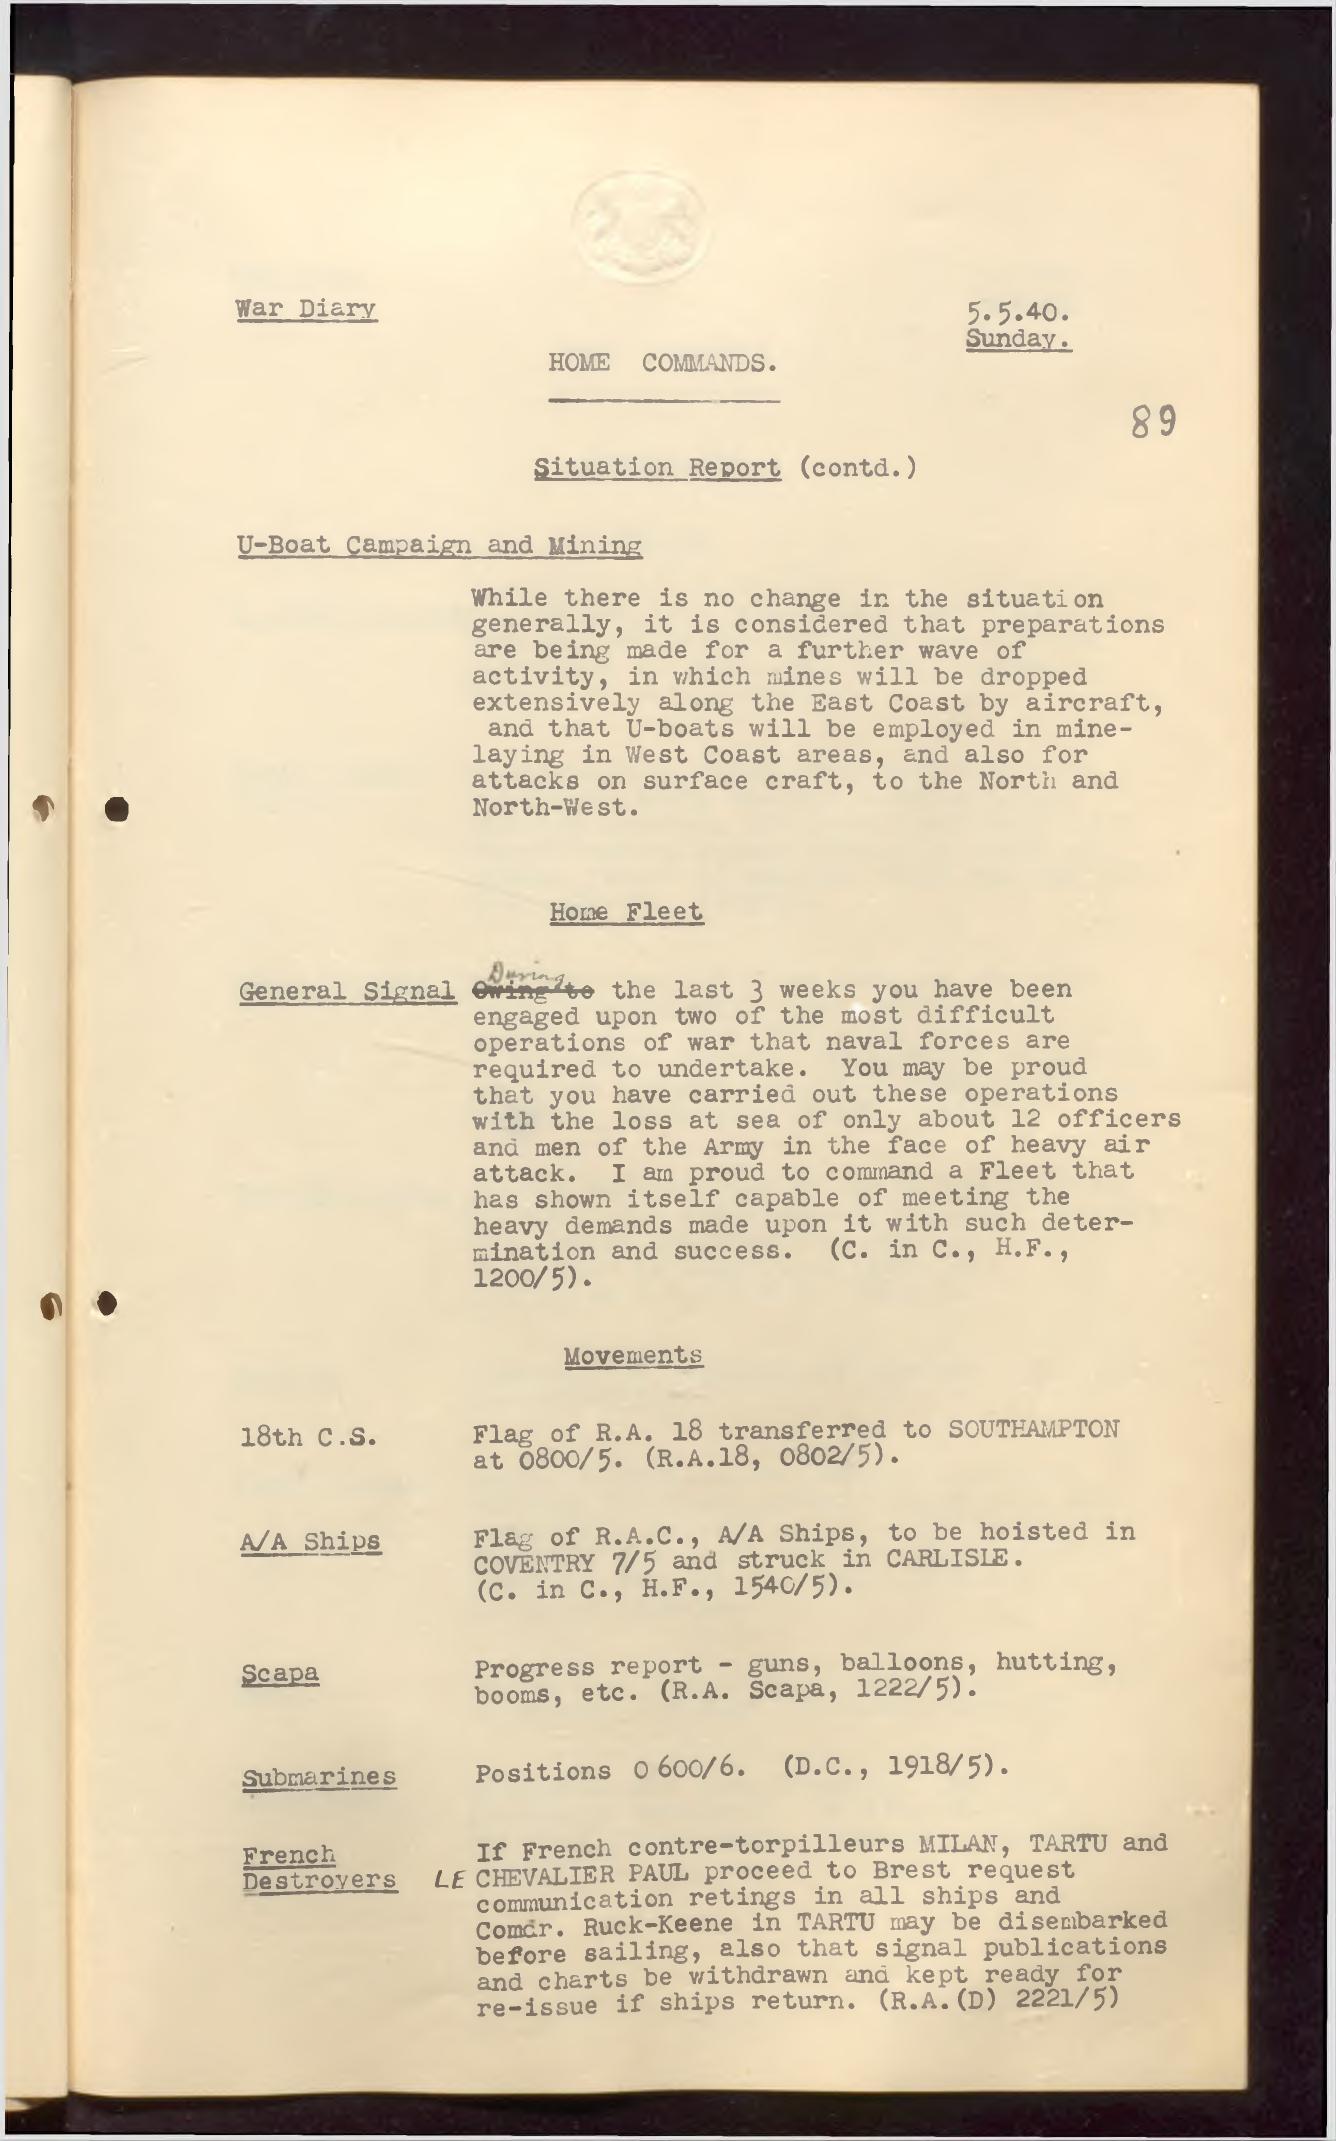 War Diary
5.5.40.
Sunday.
HOME COMMANDS.
89
Situation Report (contd.)
U-Boat Campaign and Mining
While there is no change in the situation
generally, it is considered that preparations
are being made for a further wave of
activity, in which mines will be dropped
extensively along the East Coast by aircraft,
and that U-boats will be employed in mine-
laying in West Coast areas, and also for
attacks on surface craft, to the North and
North-West.
Home Fleet
During
General Signal Owing to the last 3 weeks you have been
engaged upon two of the most difficult
operations of war that naval forces are
required to undertake. You may be proud
that you have carried out these operations
with the loss at sea of only about 12 officers
and men of the Army in the face of heavy air
attack. I am proud to command a Fleet that
has shown itself capable of meeting the
heavy demands made upon it with such deter-
mination and success. (C. in C., H.F.,
1200/5).
Movements
18th C.S. Flag of R.A. 18 transferred to SOUTHAMPTON
at 0800/5. (R.A.18, 0802/5).
A/A Ships Flag of R.A.C., A/A Ships, to be hoisted in
COVENTRY 7/5 and struck in CARLISLE.
(C. in C., H.F., 1540/5).
Scapa Progress report - guns, balloons, hutting,
booms, etc. (R.A. Scapa, 1222/5).
Submarines Positions 0600/6. (D.C., 1918/5).
French If French contre-torpilleurs MILAN, TARTU and
Destroyers LE CHEVALIER PAUL proceed to Brest request
communication retings in all ships and
Comdr. Ruck-Keene in TARTU may be disembarked
before sailing, also that signal publications
and charts be withdrawn and kept ready for
re-issue if ships return. (R.A.(D) 2221/5)